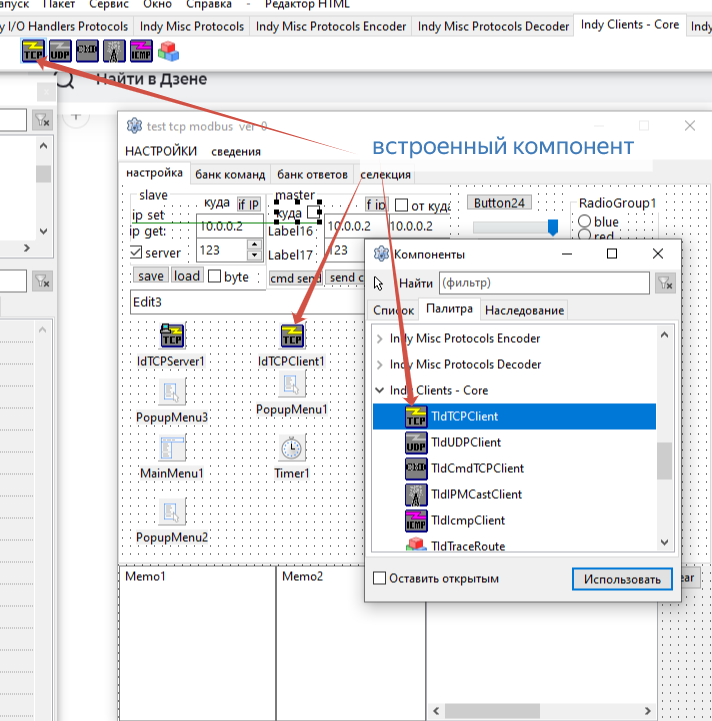 Пакет Сервис Окно Справка - Редактор HTML
I/O Handlers Protocols Indy Misc Protocols Indy Misc Protocols Encoder Indy Misc Protocols Decoder Indy Clients - Core Indy
TCP UDP CMD ICMP
Найти в Дзене
test tcp modbus ver 0
встроенный компонент
НАСТРОЙКИ сведения
настройка банк команд банк ответов селекция
slave куда if IP master f ip от куда Button24 RadioGroup1
ip set куда blue
ip get: 10.0.0.2 Label16 10.0.0.2 10.0.0.2 red
server 123 Label17 123
save load byte cmd send send c
Edit3
Компоненты
Найти (фильтр)
Список Палитра Наследование
Indy Misc Protocols Encoder
Indy Misc Protocols Decoder
Indy Clients - Core
TCP TIdTCPClient
UDP TIdUDPClient
CMD TIdCmdTCPClient
TIdIPMCastClient
ICMP TIdIcmpClient
TIdTraceRoute
Оставить открытым Использовать
TCP TCP
IdTCPServer1 IdTCPClient1
PopupMenu3 PopupMenu1
MainMenu1 Timer1
PopupMenu2
Memo1 Memo2